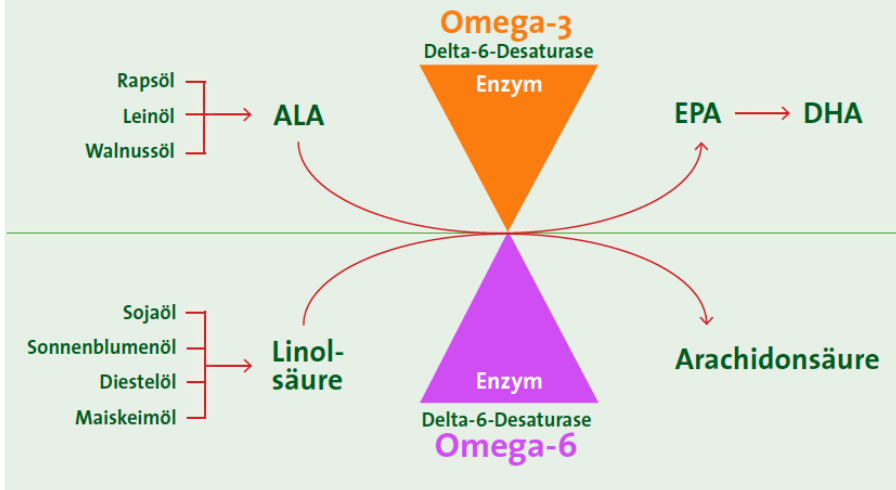 Omega-3
Delta-6-Desaturase
Enzym
Rapsöl
Leinöl
Walnussöl
ALA
EPA
DHA
Sojaöl
Sonnenblumenöl
Diestelöl
Maiskeimöl
Linol-
säure
Enzym
Arachidonsäure
Delta-6-Desaturase
Omega-6